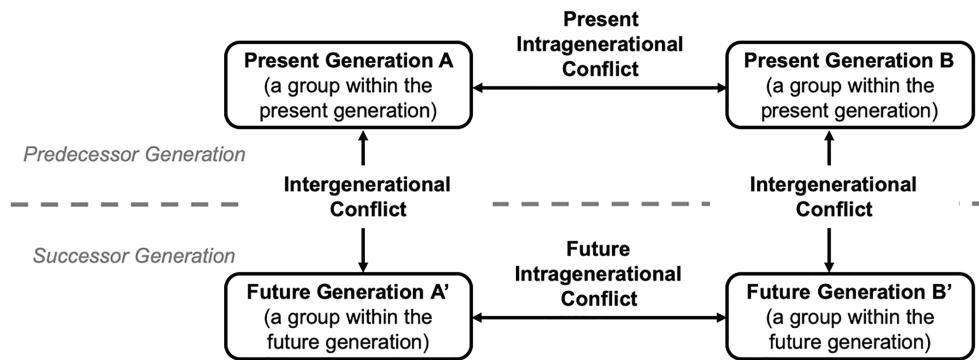 Present
Intragenerational
Conflict
Present Generation A
(a group within the
present generation)
Present Generation B
(a group within the
present generation)
Predecessor Generation
Intergenerational
Conflict
Intergenerational
Conflict
Successor Generation
Future
Intragenerational
Conflict
Future Generation A’
(a group within the
future generation)
Future Generation B’
(a group within the
future generation)